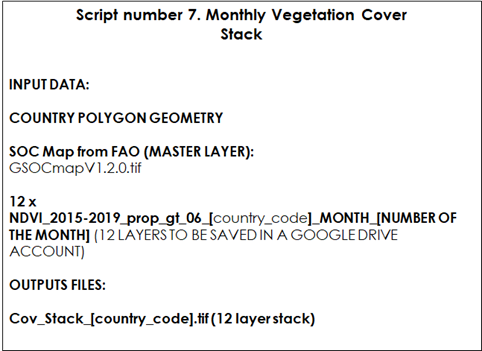 Script number 7. Monthly Vegetation Cover
Stack
INPUT DATA:
COUNTRY POLYGON GEOMETRY
SOC Map from FAO (MASTER LAYER):
GSOCmapV1.2.0.tif
12 x
NDVI_2015-2019_prop_gt_06_[country_code]_MONTH_[NUMBER OF
THE MONTH] (12 LAYERS TO BE SAVED IN A GOOGLE DRIVE
ACCOUNT)
OUTPUTS FILES:
Cov_Stack_[country_code].tif (12 layer stack)